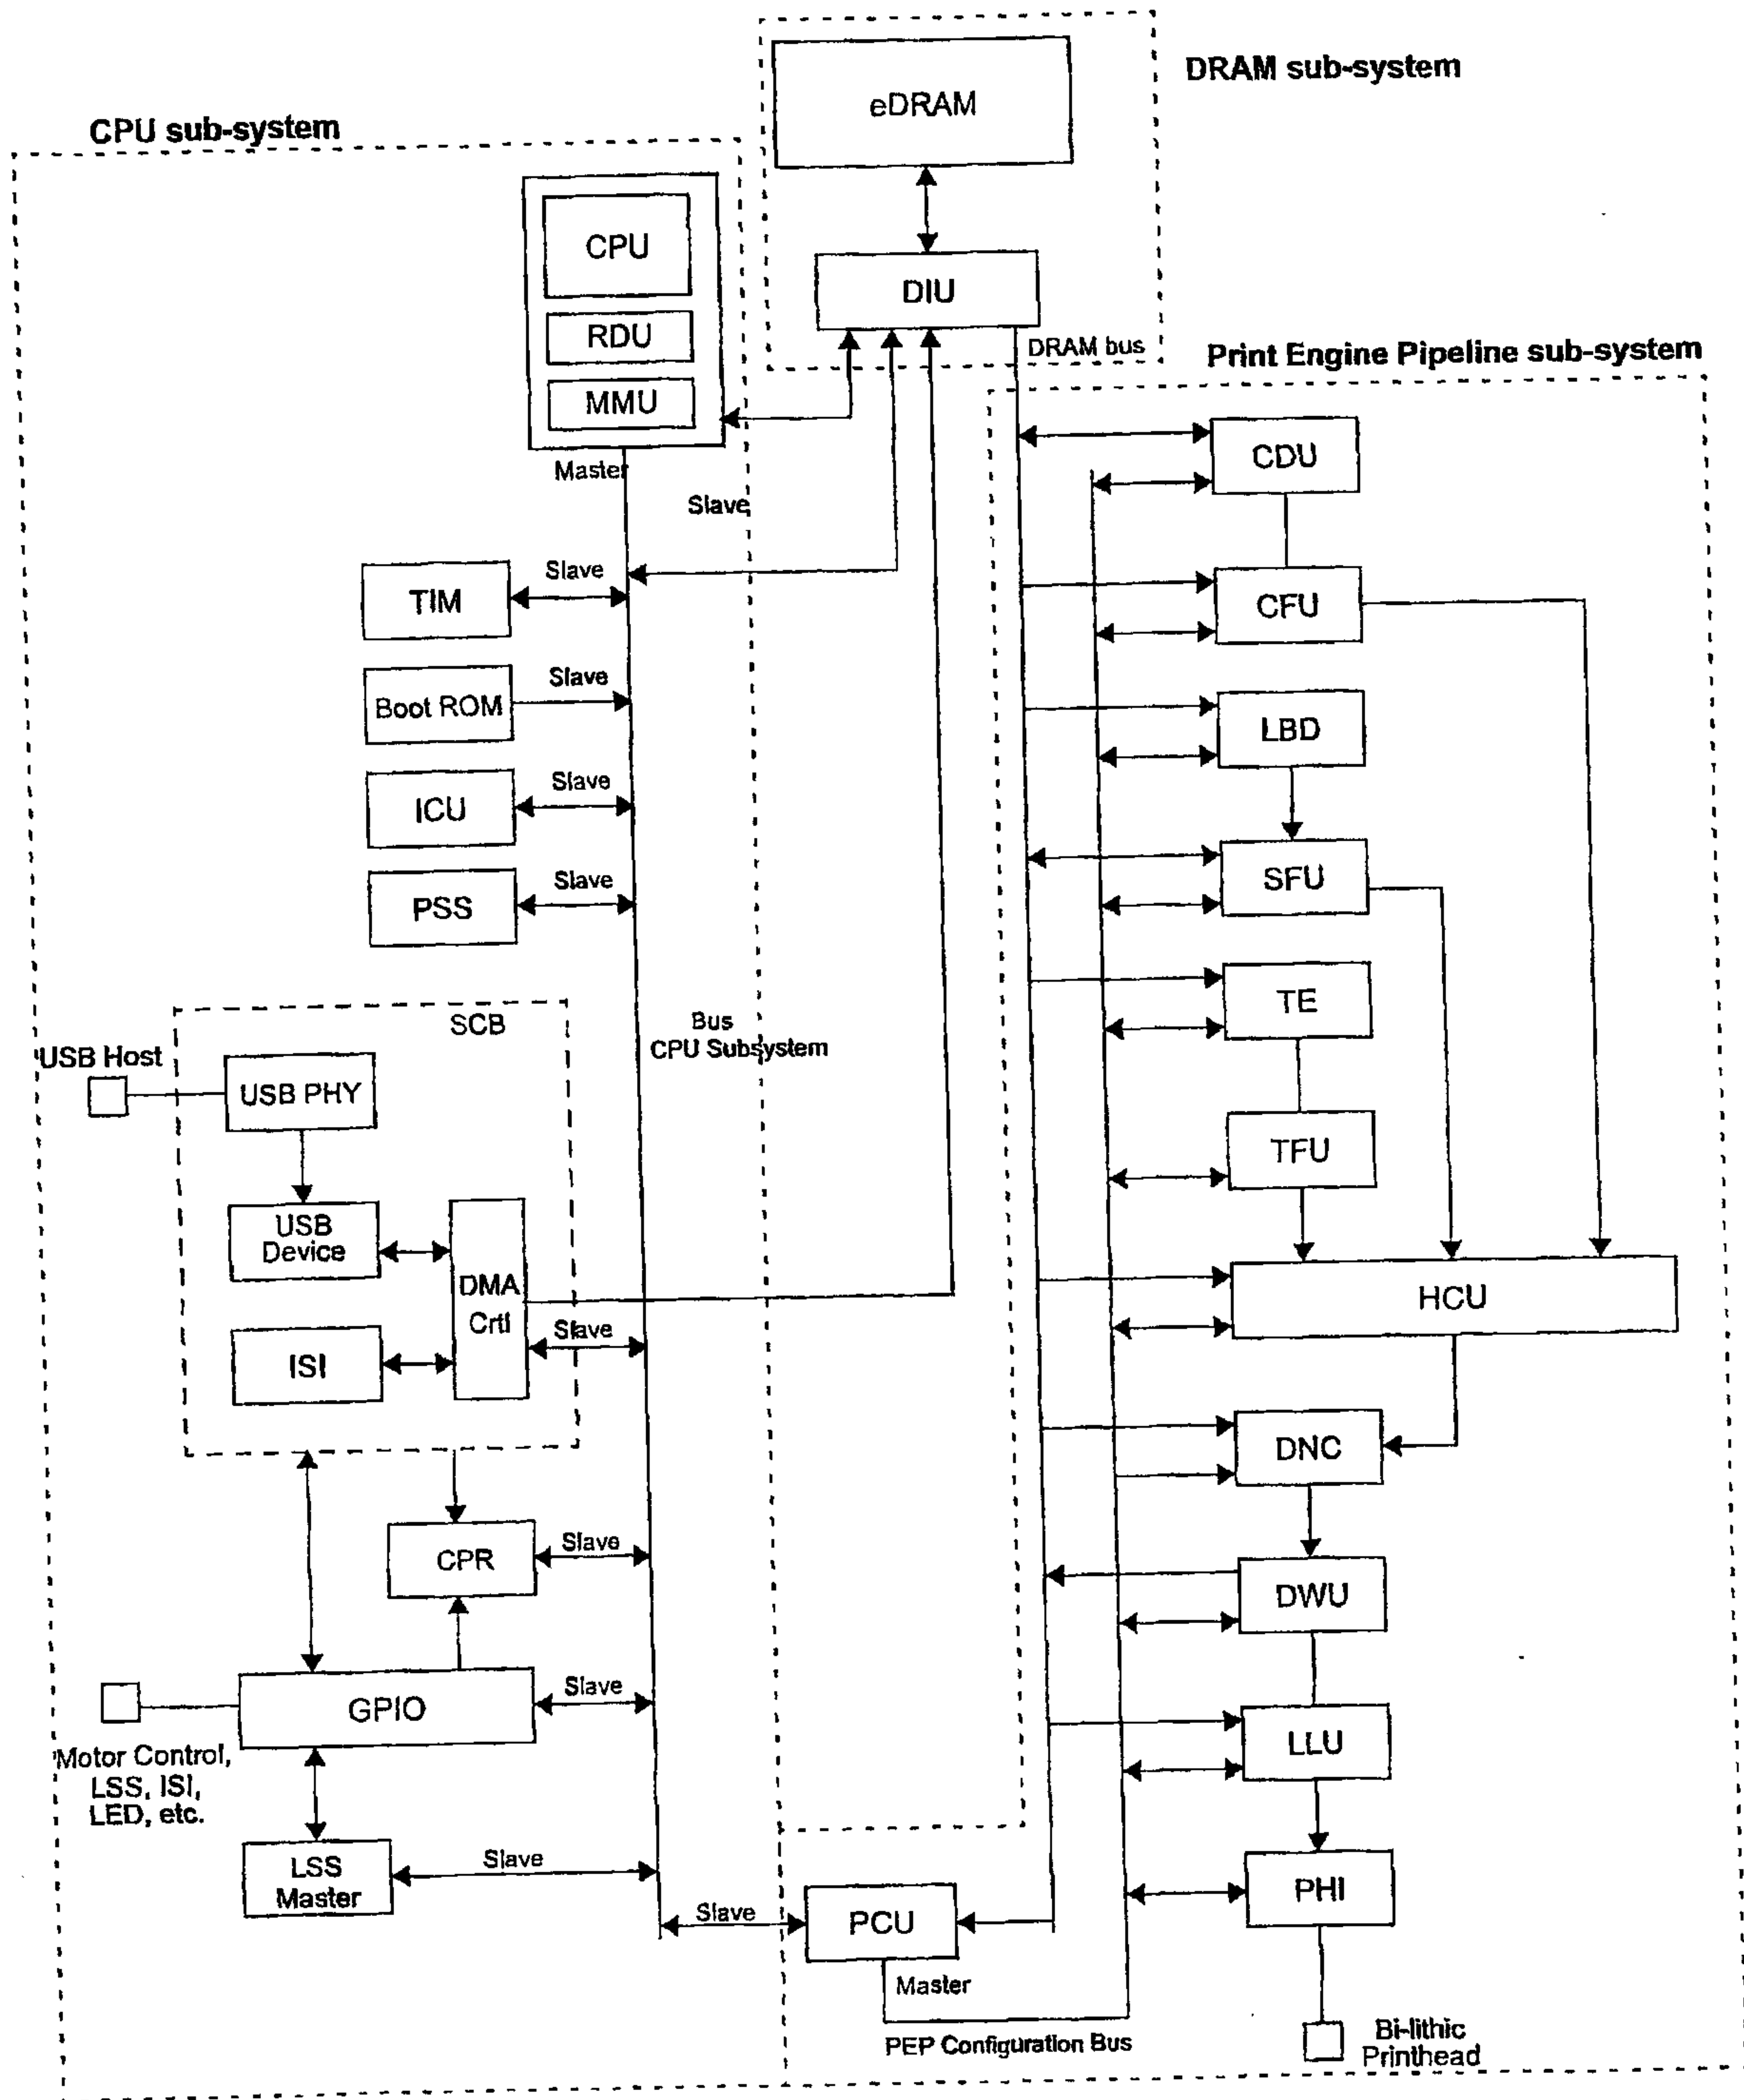 DRAM sub-system
eDRAM
CPU sub-system
CPU
DIU
RDU
DRAM bus
Print Engine Pipeline sub-system
MMU
CDU
Master
Slave
TIM
Slave
CFU
Boot ROM
Slave
LBD
ICU
Slave
PSS
Slave
SFU
SCB
Bus
CPU Subsystem
TE
USB Host
USB PHY
TFU
USB
Device
DMA
Crtl
Slave
HCU
ISI
DNC
CPR
Slave
DWU
GPIO
Slave
LLU
Motor Control,
LSS, ISI,
LED, etc.
LSS
Master
Slave
PHI
Slave
PCU
Master
PEP Configuration Bus
Bi-lithic
Printhead